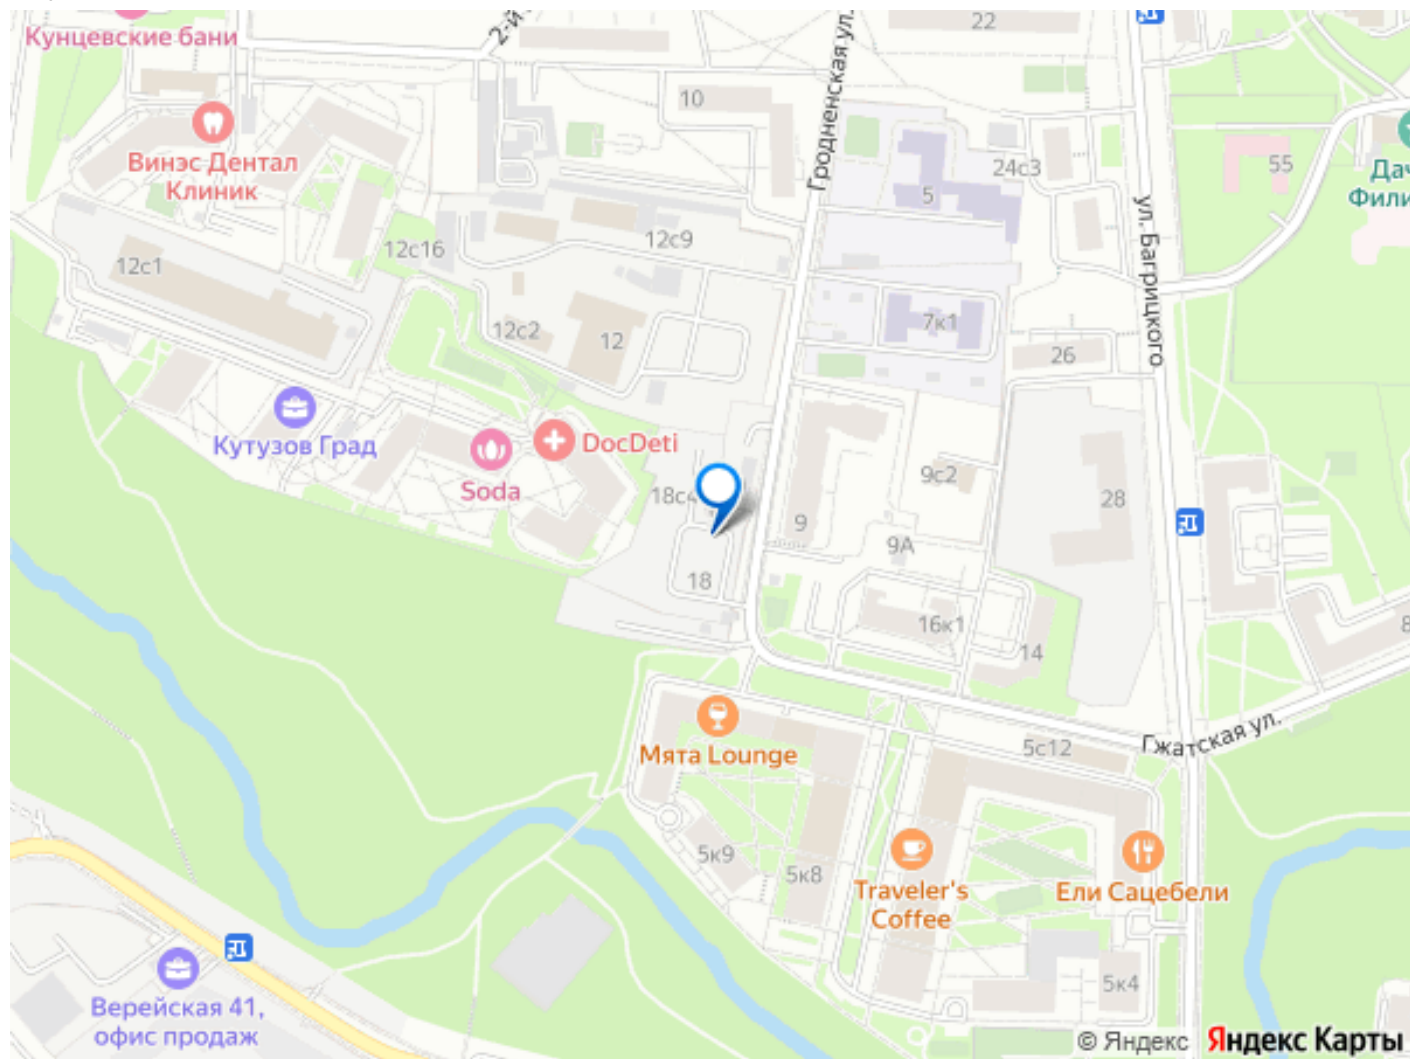 Кунцевские бани
2-й
22
Гродненская ул.
10
Винэс Дентал
Клиник
24с3
55
5
ул. Багрицкого
12с16
12с9
12с1
12с2
12
7к1
26
Кутузов Град
DocDeti
Soda
18с4
9с2
28
9
9А
18
16к1
14
Мята Lounge
5с12
Гжатская ул.
5к9
5к8
Traveler's
Coffee
Ели Сацебели
5к4
Верейская 41,
офис продаж
© Яндекс Яндекс Карты